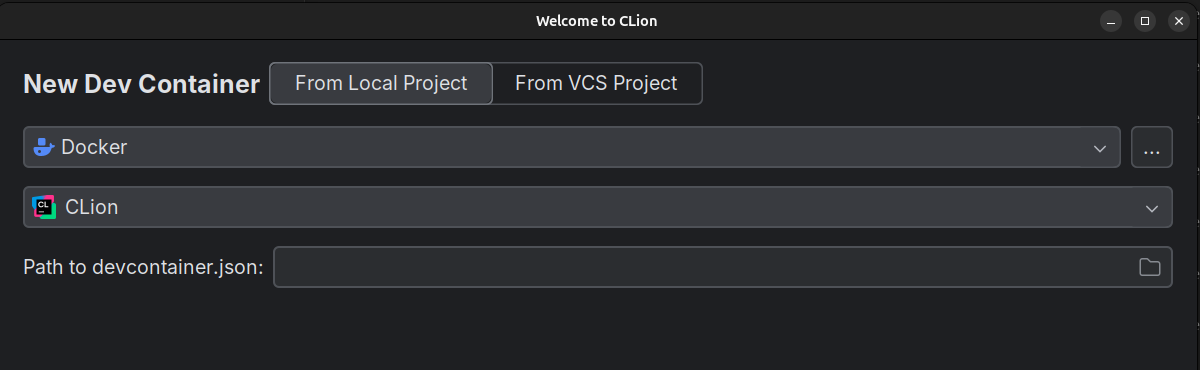 Welcome to CLion
New Dev Container From Local Project From VCS Project
Docker ...
CL CLion
Path to devcontainer.json: